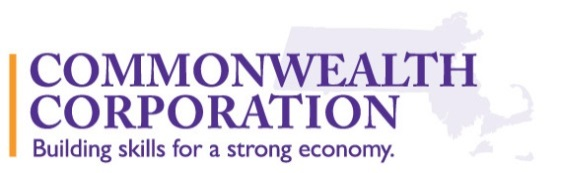 COMMONWEALTH
CORPORATION
Building skills for a strong economy.